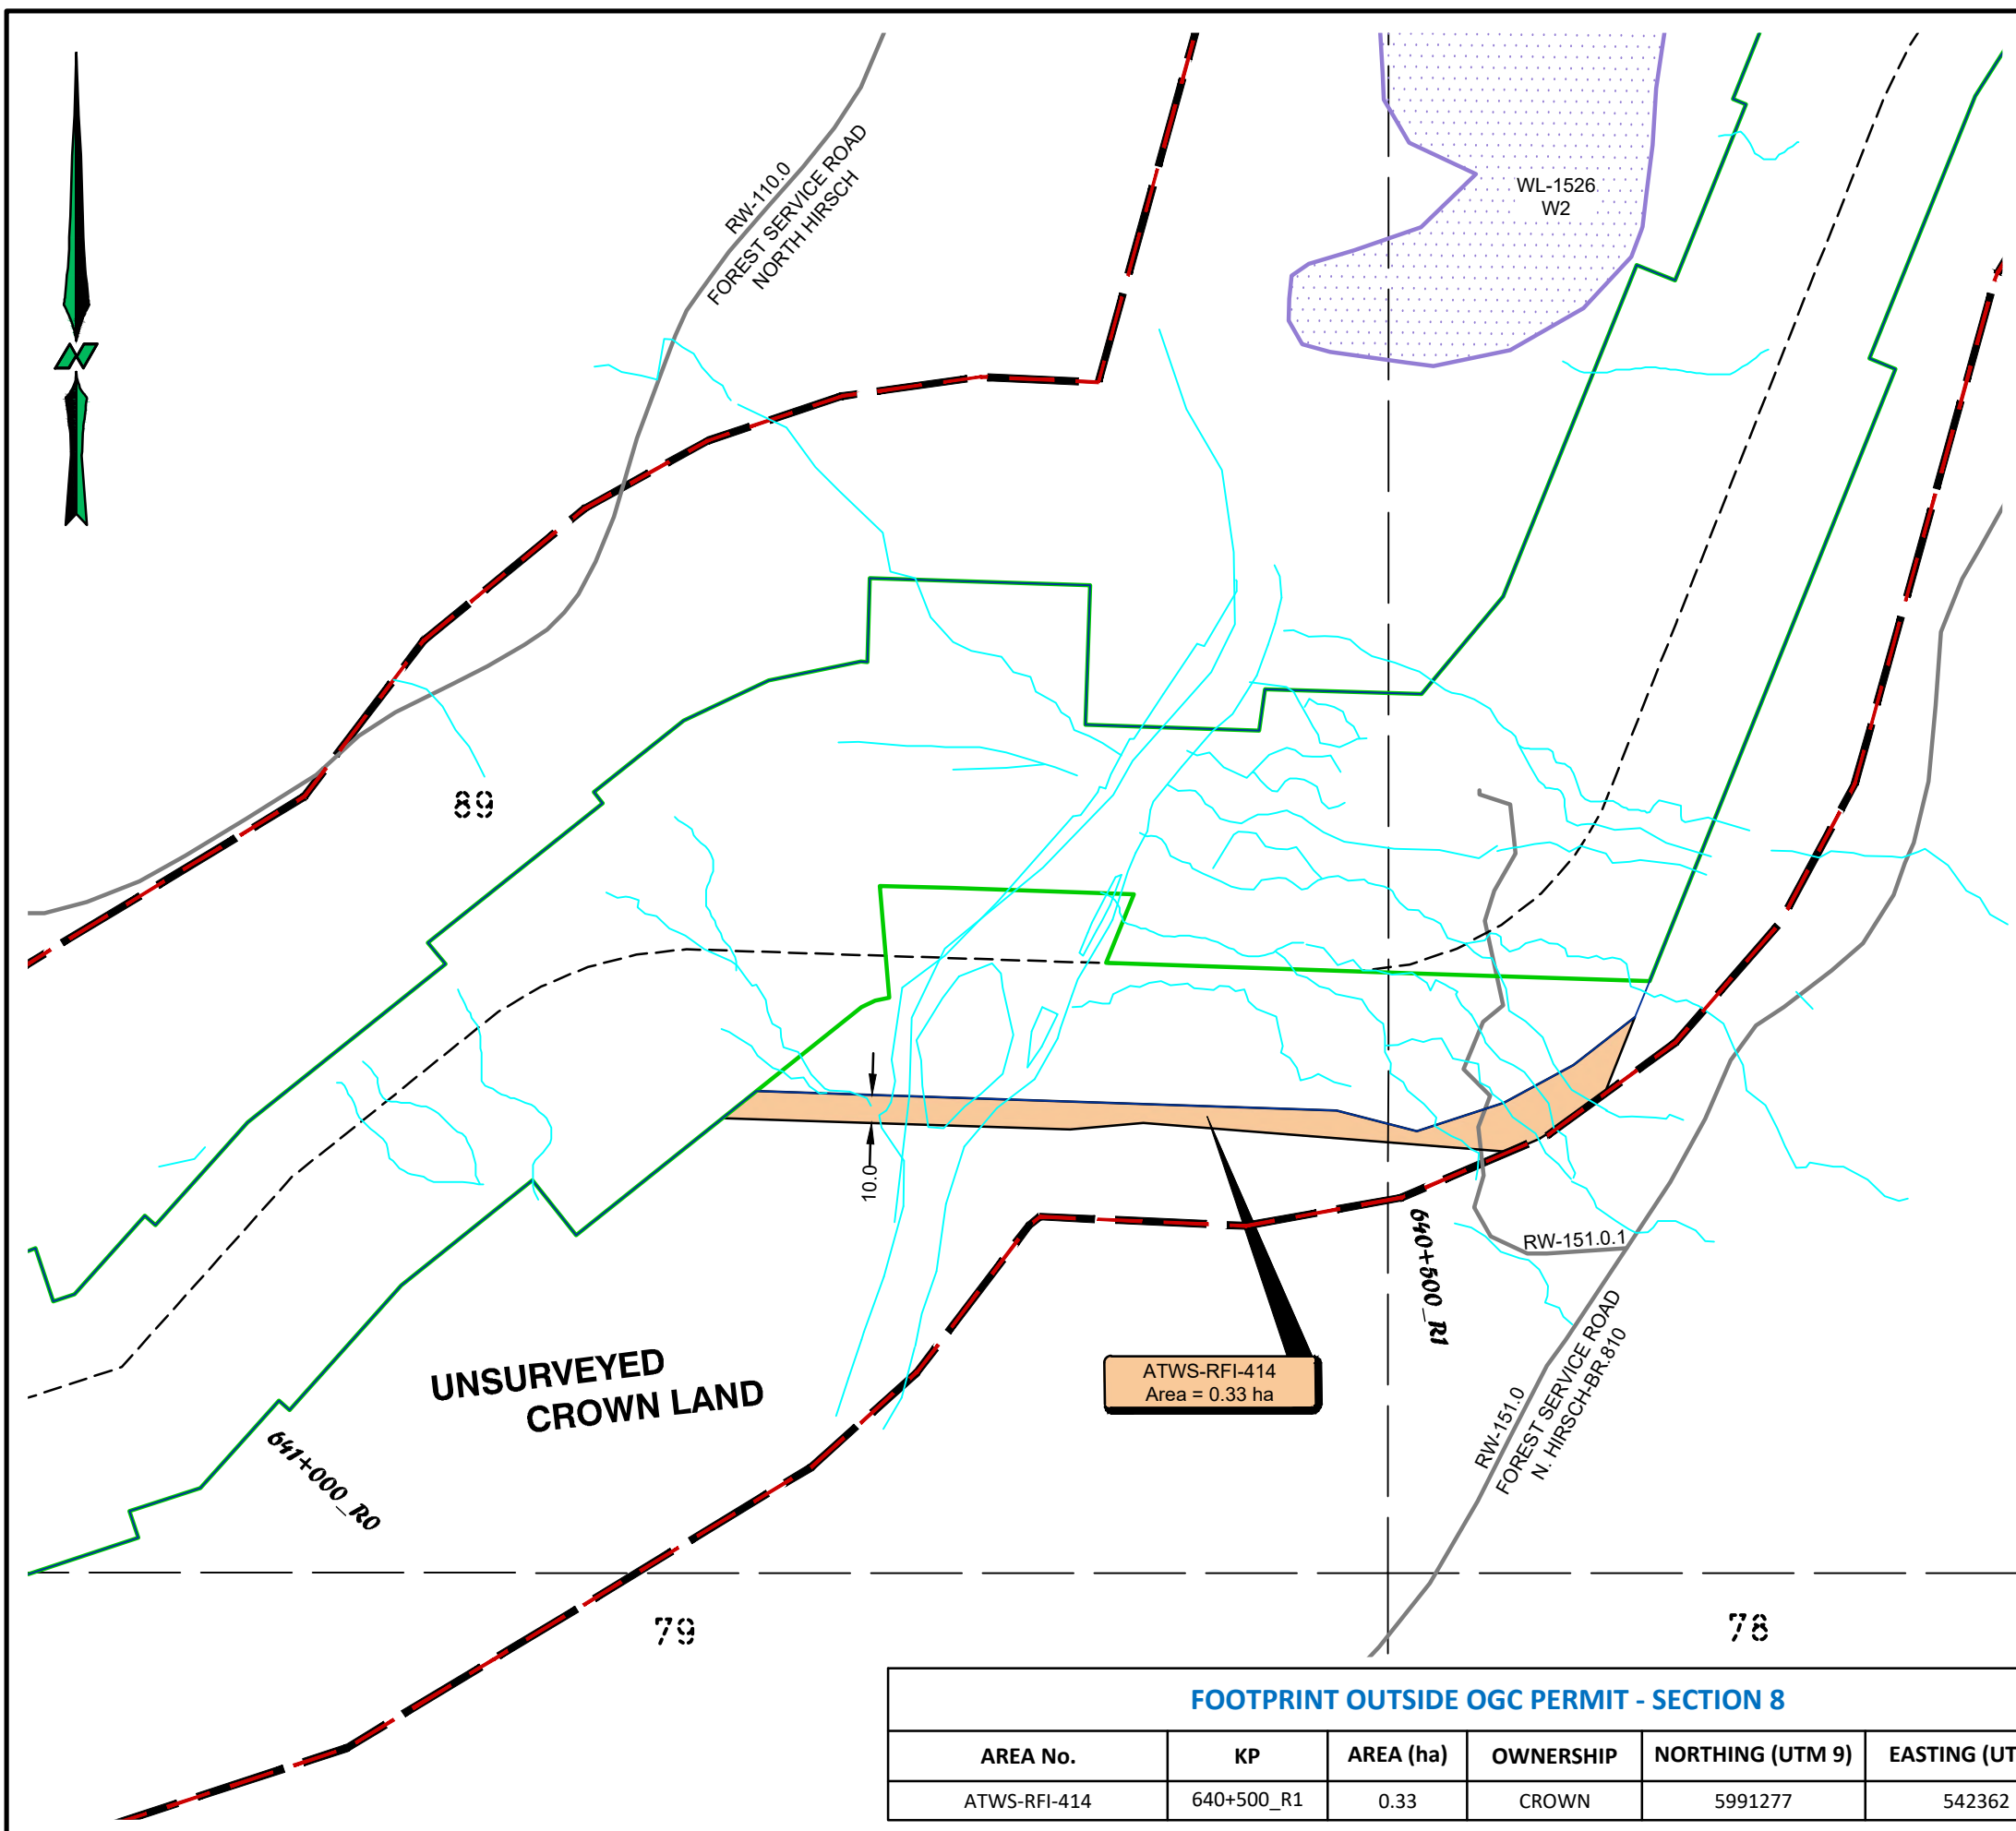 N
RW-110.0
FOREST SERVICE ROAD
NORTH HIRSCH
WL-1526
W2
89
10.0
640+500_R1
RW-151.0.1
UNSURVEYED
CROWN LAND
ATWS-RFI-414
Area = 0.33 ha
RW-151.0
FOREST SERVICE ROAD
N. HIRSCH-BR.810
641+000_R0
79
78
FOOTPRINT OUTSIDE OGC PERMIT - SECTION 8
AREA No. KP AREA (ha) OWNERSHIP NORTHING (UTM 9) EASTING (UT
ATWS-RFI-414 640+500_R1 0.33 CROWN 5991277 542362